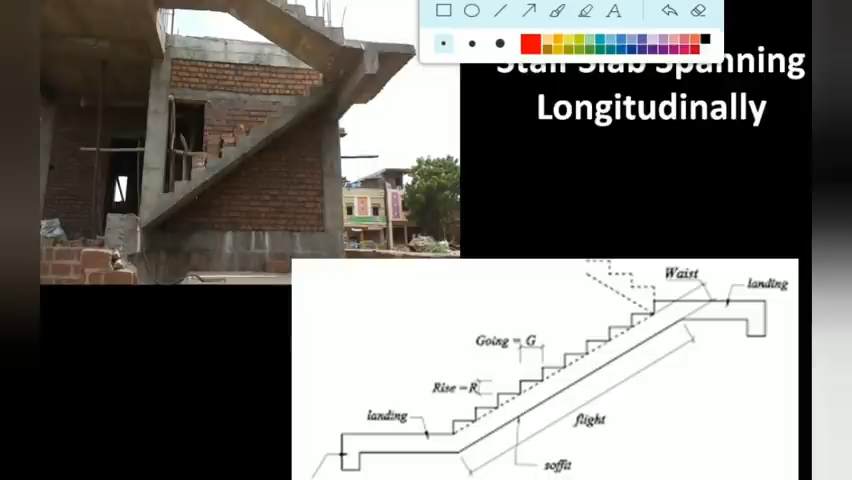 Stair Slab Spanning
Longitudinally
Waist
landing
Going = G
Rise = R
landing
flight
soffit